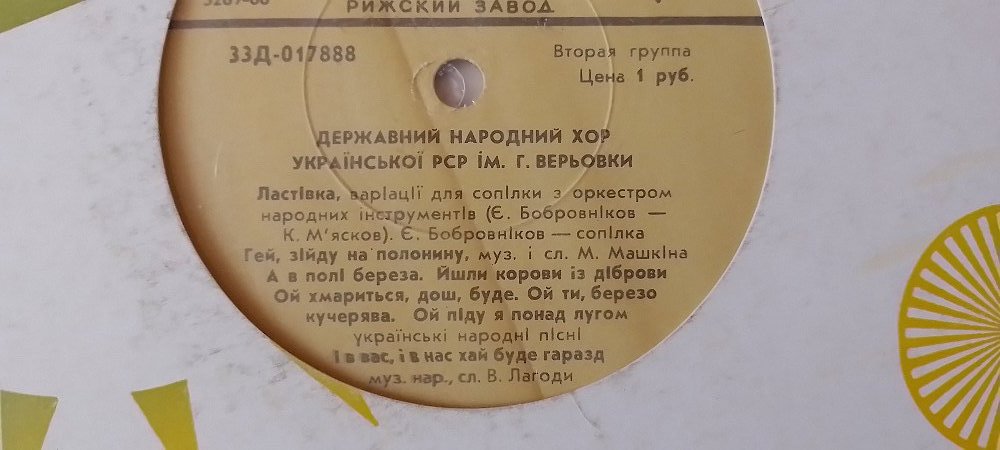 5289-68
РИЖСКИЙ ЗАВОД
33Д-017888
Вторая группа
Цена 1 руб.
ДЕРЖАВНИЙ НАРОДНИЙ ХОР
УКРАЇНСЬКОЇ РСР ІМ. Г. ВЕРЬОВКИ
Ластівка, варіації для сопілки з оркестром
народних інструментів (Є. Бобровніков —
К. М'ясков). Є. Бобровніков — сопілка
Гей, зійду на полонину, муз. і сл. М. Машкіна
А в полі береза. Йшли корови із діброви
Ой хмариться, дощ, буде. Ой ти, березо
кучерява. Ой піду я понад лугом
українські народні пісні
І в вас, і в нас хай буде гаразд
муз. нар., сл. В. Лагоди